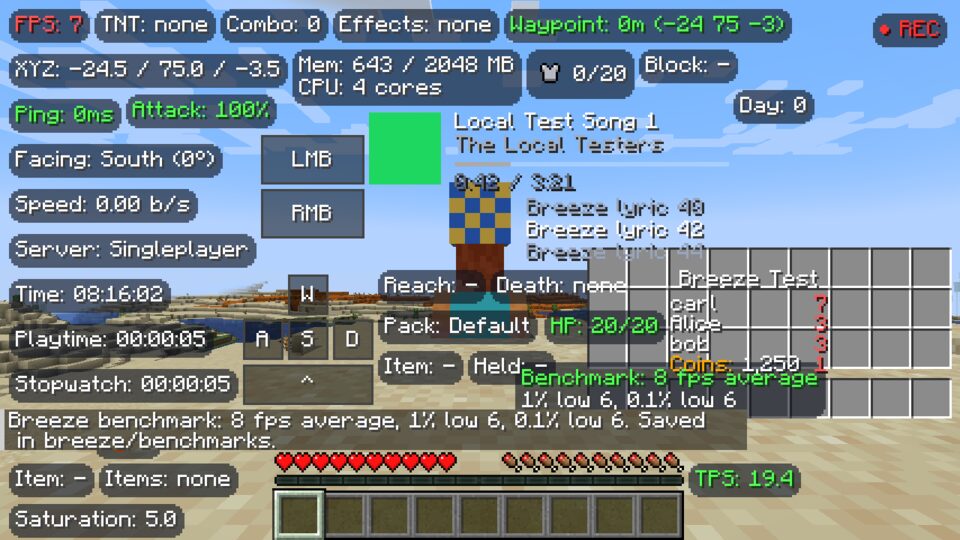 FPS: 7
TNT: none
Combo: 0
Effects: none
Waypoint: 0m (-24 75 -3)
REC
XYZ: -24.5 / 75.0 / -3.5
Mem: 643 / 2048 MB
CPU: 4 cores
0/20
Block: -
Ping: 0ms
Attack: 100%
Day: 0
Facing: South (0°)
LMB
Local Test Song 1
The Local Testers
0:42 / 3:21
Speed: 0.00 b/s
RMB
Breeze lyric 40
Breeze lyric 42
Breeze lyric 44
Server: Singleplayer
Time: 08:16:02
W
Reach: -
Death: none
Breeze Test
carl 7
Alice 3
bob 3
Coins: 1,250 1
Playtime: 00:00:05
A
S
D
Pack: Default
HP: 20/20
Stopwatch: 00:00:05
^
Item: -
Held: -
Benchmark: 8 fps average
1% low 6, 0.1% low 6
Breeze benchmark: 8 fps average, 1% low 6, 0.1% low 6. Saved
in breeze/benchmarks.
Item: -
Items: none
TPS: 19.4
Saturation: 5.0